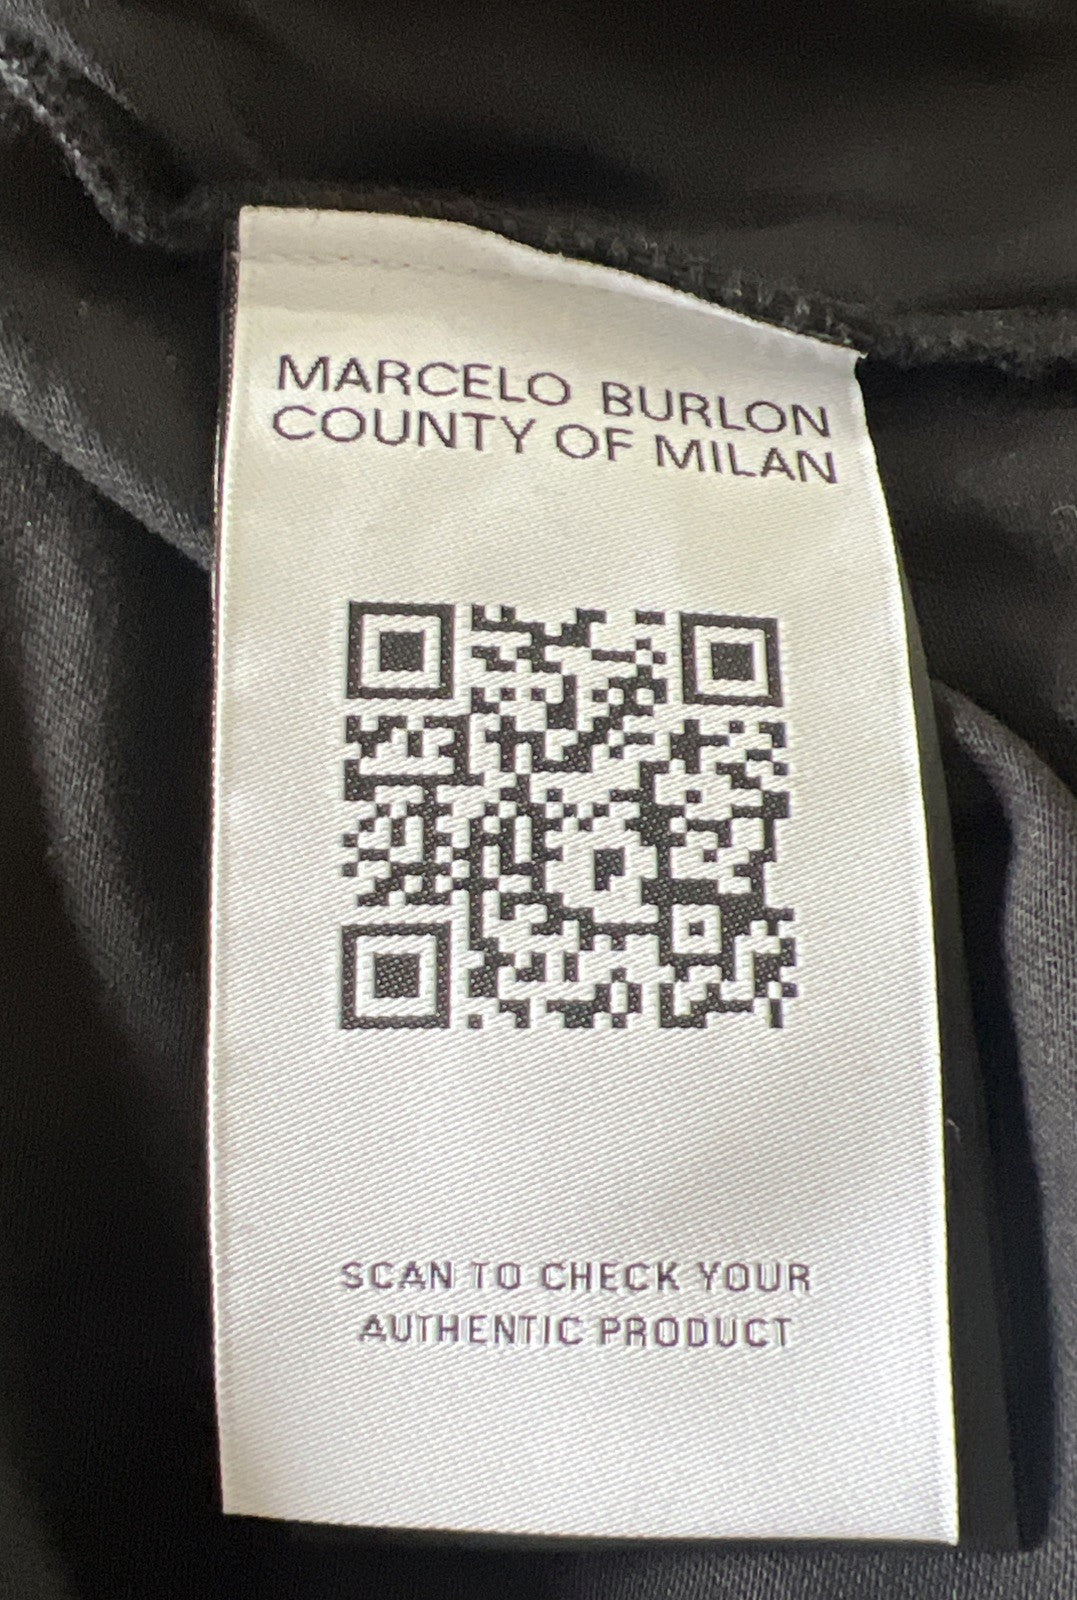 MARCELO BURLON
COUNTY OF MILAN
SCAN TO CHECK YOUR
AUTHENTIC PRODUCT